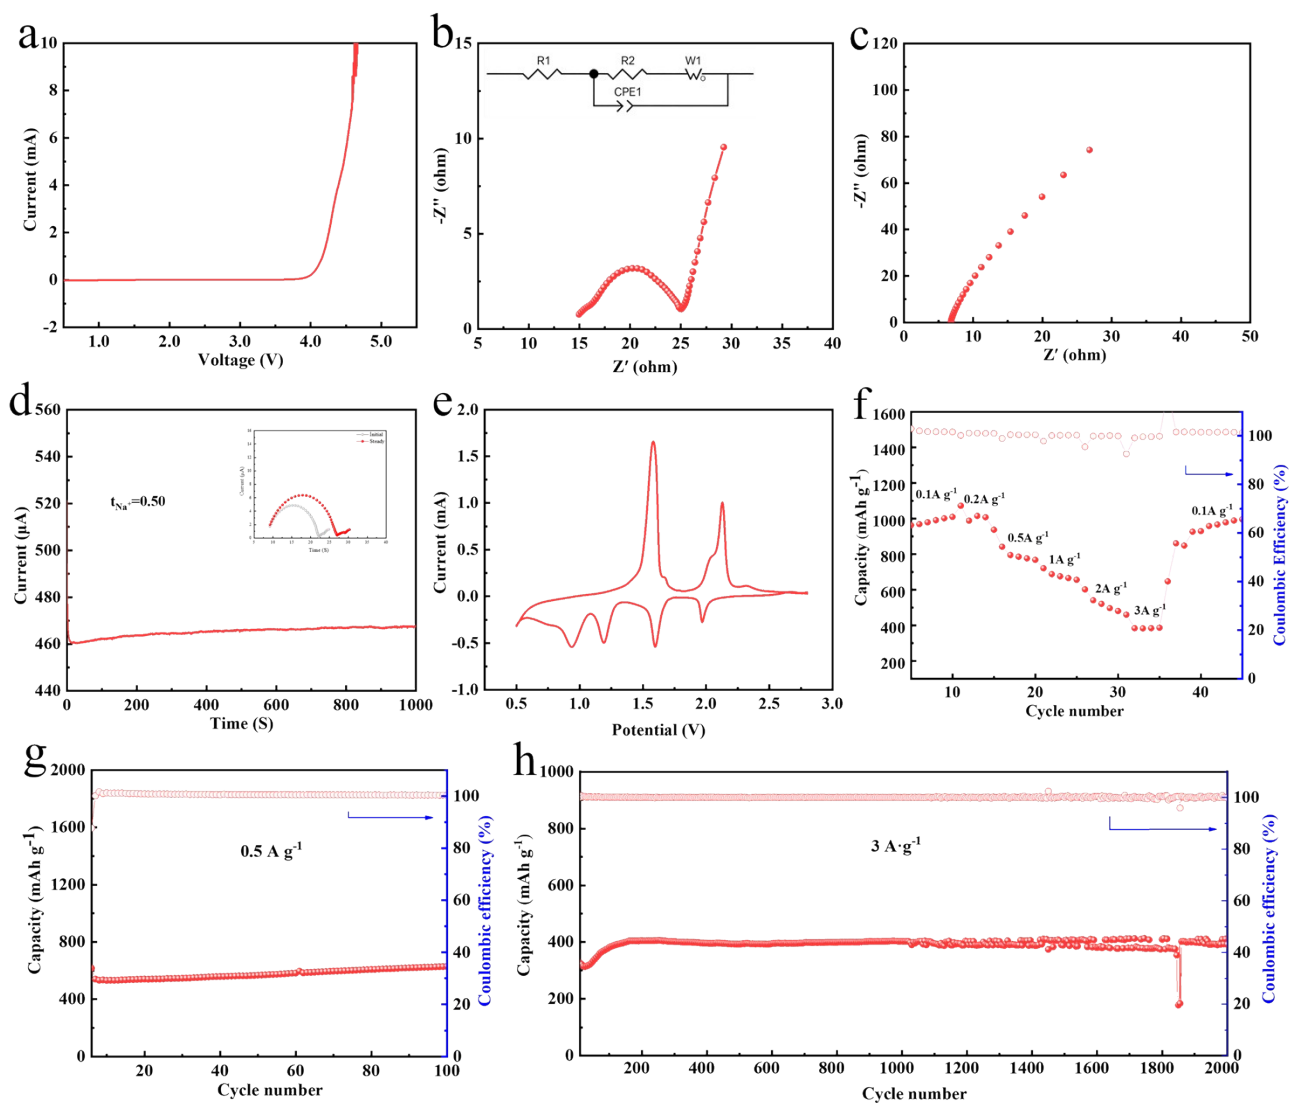 a
10
8
6
4
2
0
-2
Current (mA)
1.0 2.0 3.0 4.0 5.0
Voltage (V)
b
15
10
5
0
-Z'' (ohm)
R1 R2 W1
CPE1
5 10 15 20 25 30 35 40
Z' (ohm)
c
120
100
80
60
40
20
0
-Z'' (ohm)
0 10 20 30 40 50
Z' (ohm)
d
560
540
520
500
480
460
440
Current (μA)
tNa+=0.50
Initial
Steady
Current (μA)
Time (S)
0 200 400 600 800 1000
Time (S)
e
2.0
1.5
1.0
0.5
0.0
-0.5
-1.0
Current (mA)
0.5 1.0 1.5 2.0 2.5 3.0
Potential (V)
f
1600
1400
1200
1000
800
600
400
200
Capacity (mAh g-1)
0.1A g-1 0.2A g-1
0.5A g-1
1A g-1
2A g-1
3A g-1
0.1A g-1
100
80
60
40
20
0
Coulombic Efficiency (%)
10 20 30 40
Cycle number
g
2000
1600
1200
800
400
0
Capacity (mAh g-1)
0.5 A g-1
100
80
60
40
20
0
Coulombic efficiency (%)
20 40 60 80 100
Cycle number
h
1000
800
600
400
200
0
Capacity (mAh g-1)
3 A·g-1
100
80
60
40
20
0
Coulombic efficiency (%)
200 400 600 800 1000 1200 1400 1600 1800 2000
Cycle number